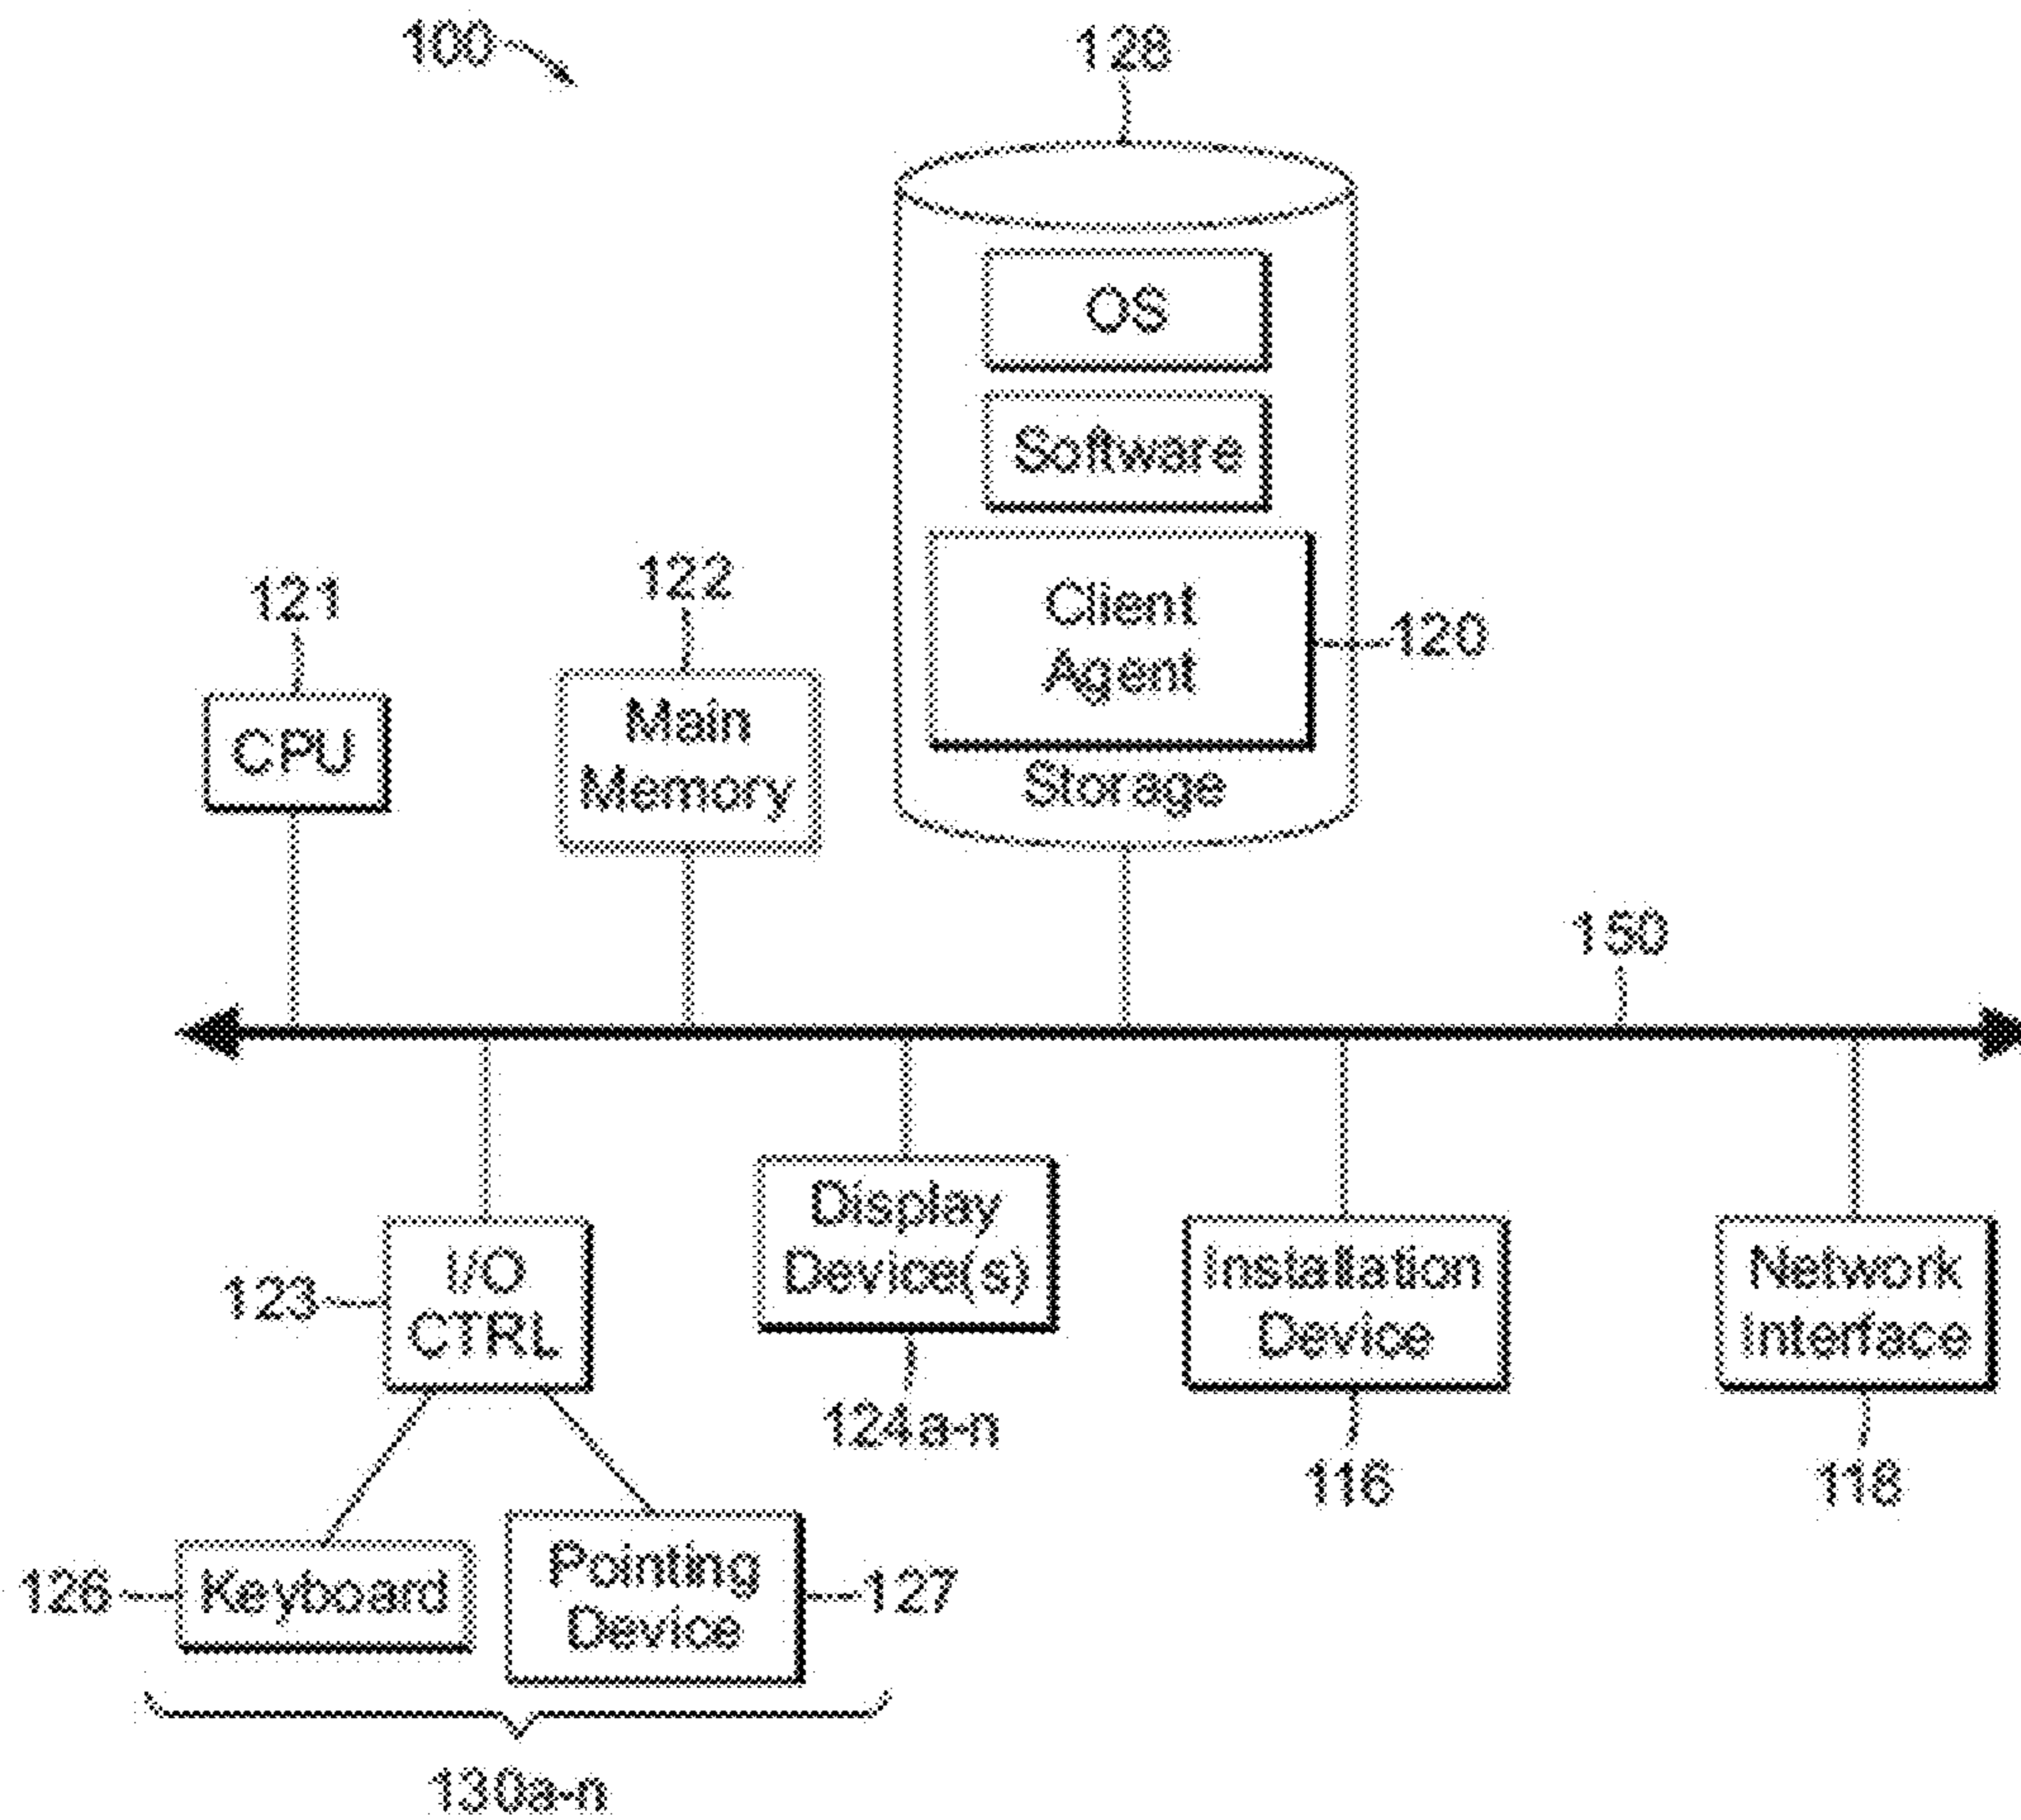 100
128
OS
Software
Client
Agent
120
Storage
121
CPU
122
Main
Memory
150
I/O
CTRL
123
Display
Device(s)
124a-n
Installation
Device
116
Network
Interface
118
126
Keyboard
Pointing
Device
127
130a-n